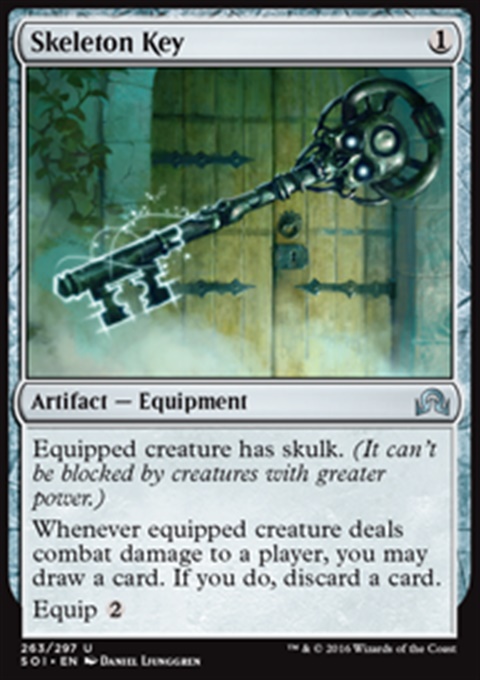 Skeleton Key 1
Artifact — Equipment
Equipped creature has skulk. (It can't
be blocked by creatures with greater
power.)
Whenever equipped creature deals
combat damage to a player, you may
draw a card. If you do, discard a card.
Equip 2
263/297 U
SOI • EN Daniel Ljunggren
™ & © 2016 Wizards of the Coast